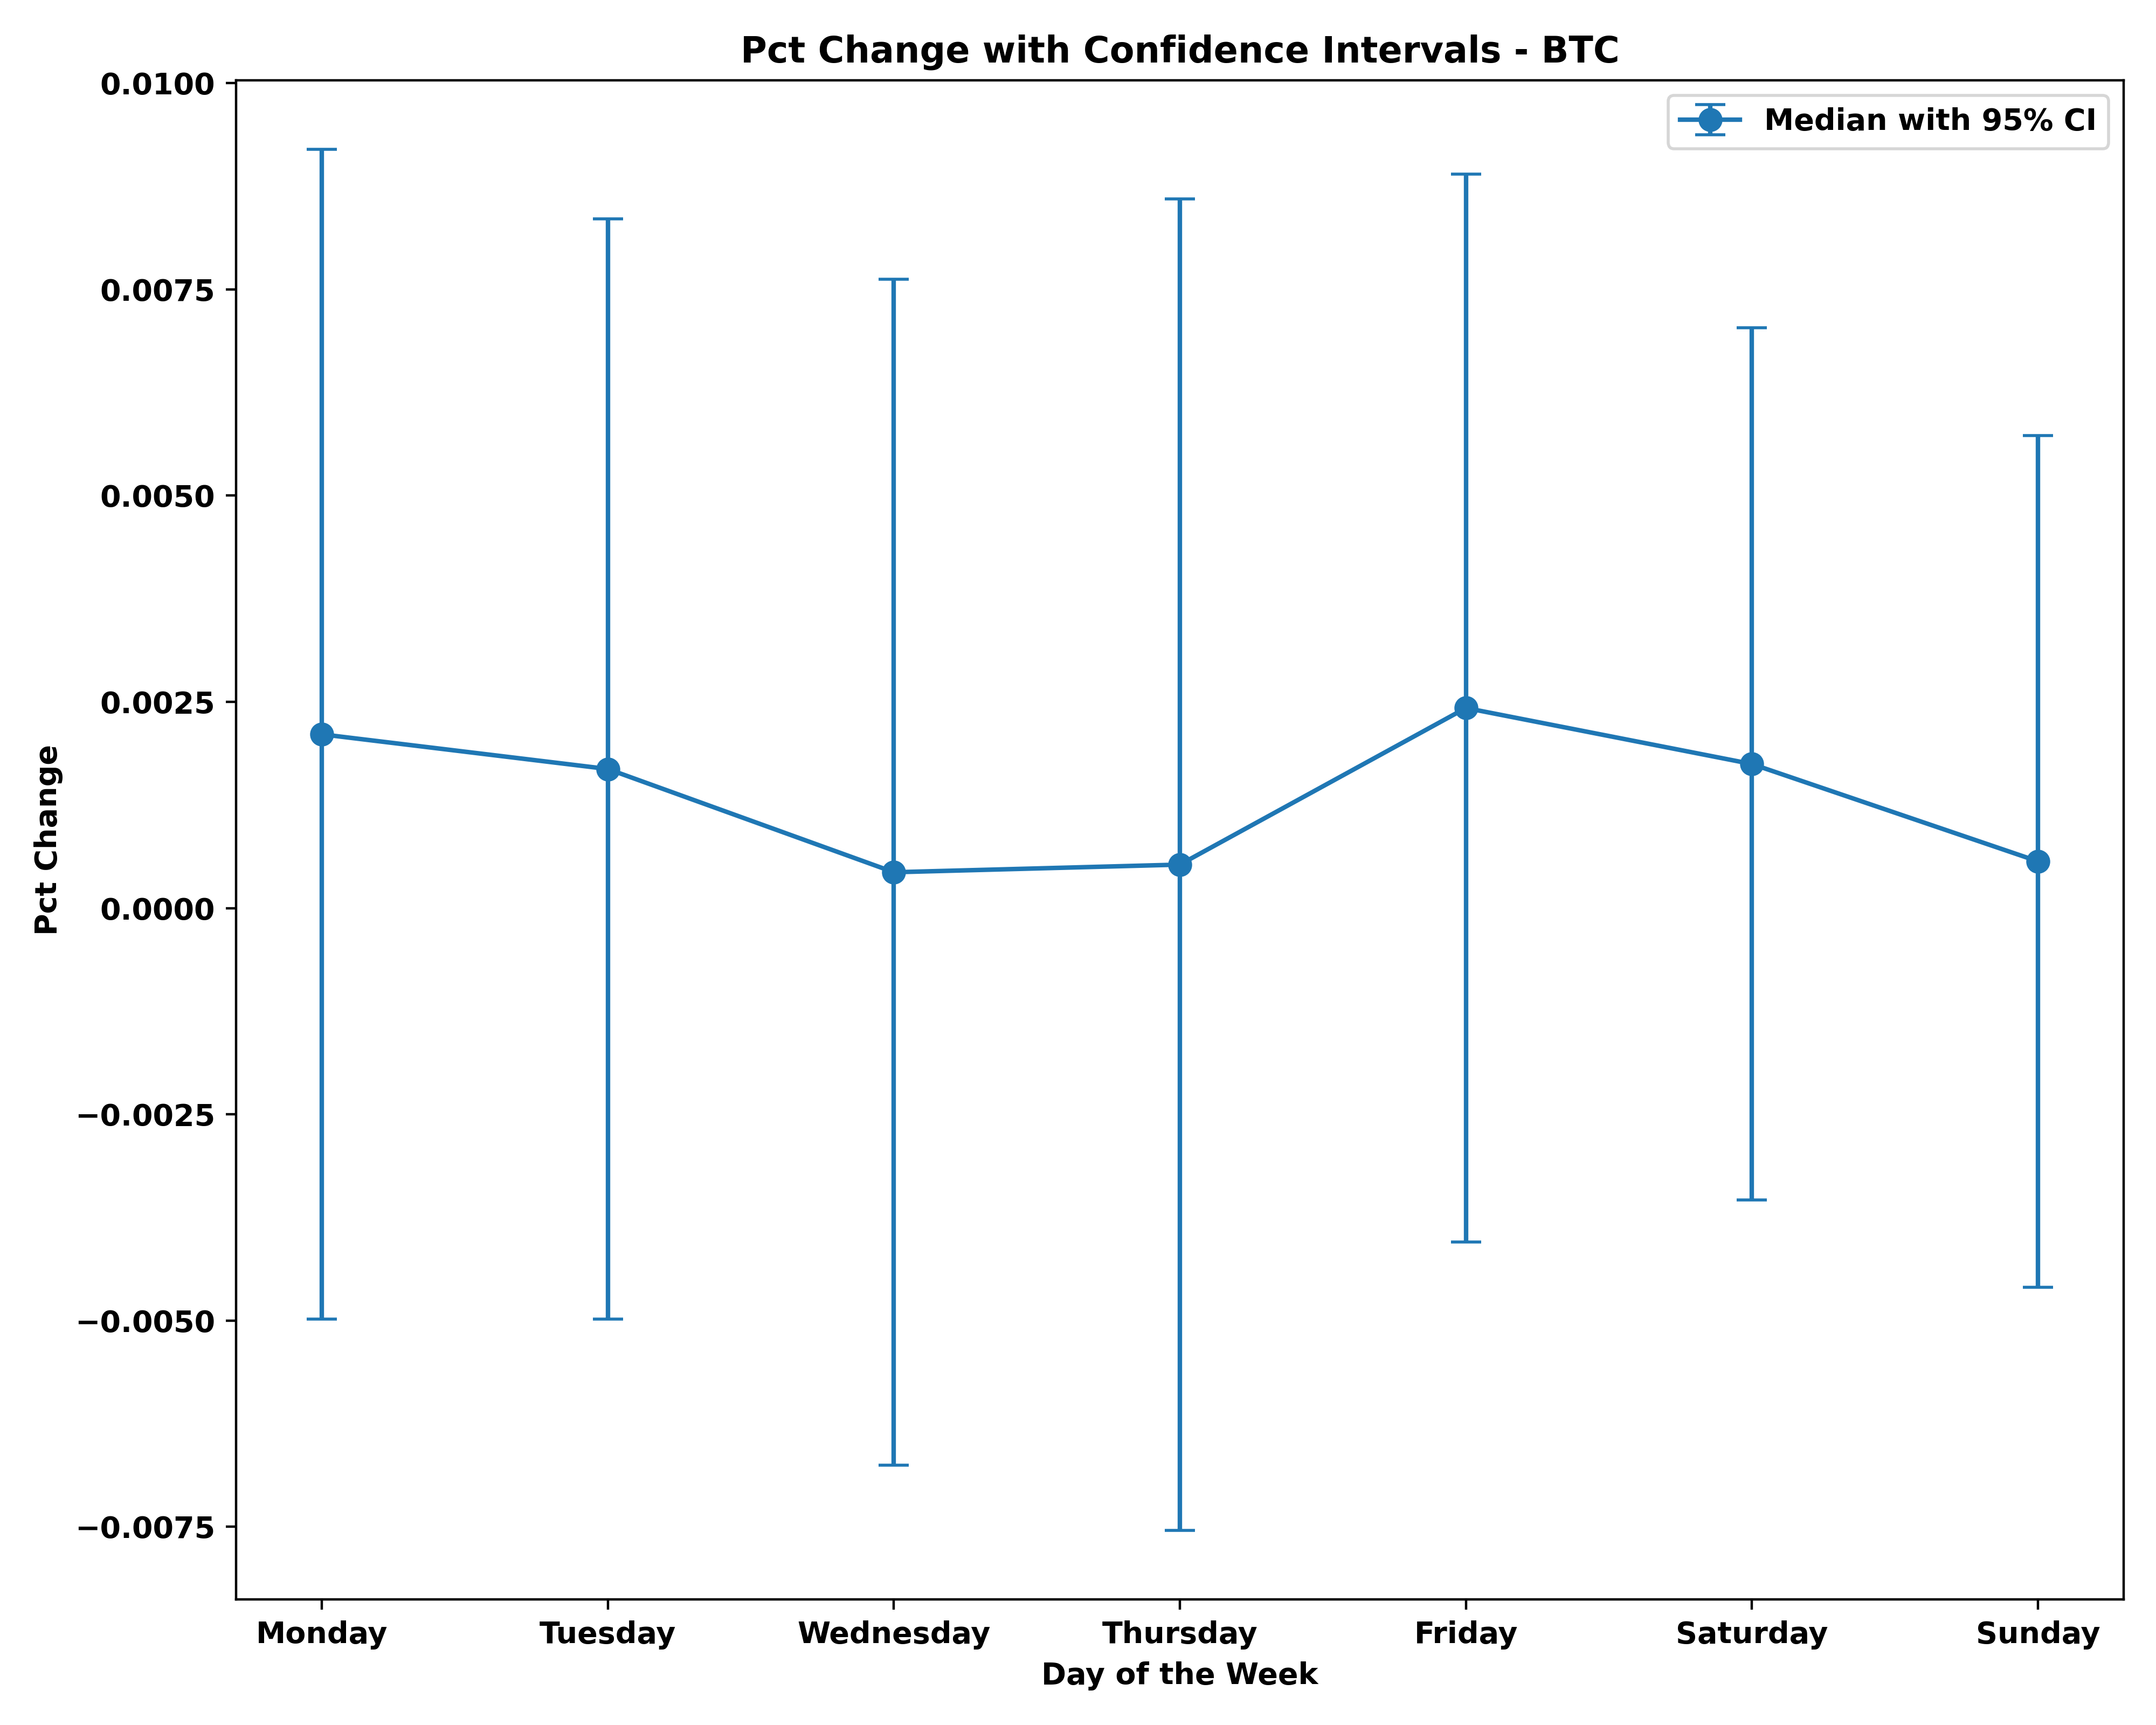 Pct Change with Confidence Intervals - BTC
Median with 95% CI
0.0100
0.0075
0.0050
0.0025
0.0000
−0.0025
−0.0050
−0.0075
Pct Change
Monday Tuesday Wednesday Thursday Friday Saturday Sunday
Day of the Week